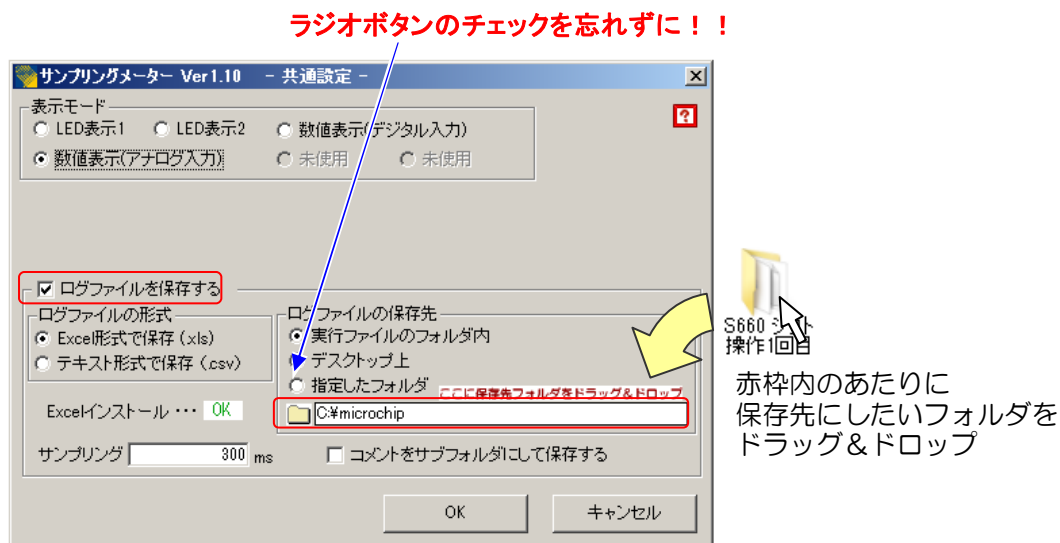 ラジオボタンのチェックを忘れずに！！
サンプリングメーター Ver1.10 - 共通設定 -
表示モード
LED表示1 LED表示2 数値表示(デジタル入力)
数値表示(アナログ入力) 未使用 未使用
ログファイルを保存する
ログファイルの形式
Excel形式で保存 (.xls)
テキスト形式で保存 (.csv)
Excelインストール ・・・ OK
サンプリング 300 ms
ログファイルの保存先
実行ファイルのフォルダ内
デスクトップ上
指定したフォルダ
ここに保存先フォルダをドラッグ&ドロップ
C:¥microchip
コメントをサブフォルダにして保存する
OK キャンセル
S660 シフト
操作1回目
赤枠内のあたりに
保存先にしたいフォルダを
ドラッグ＆ドロップ